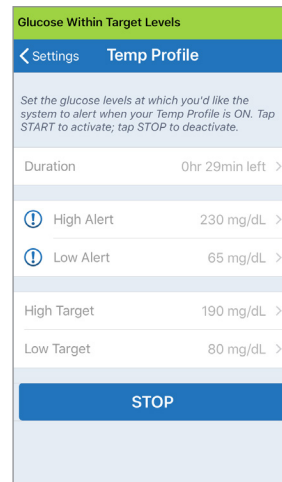 Glucose Within Target Levels
Settings Temp Profile
Set the glucose levels at which you'd like the
system to alert when your Temp Profile is ON. Tap
START to activate; tap STOP to deactivate.
Duration 0hr 29min left
High Alert 230 mg/dL
Low Alert 65 mg/dL
High Target 190 mg/dL
Low Target 80 mg/dL
STOP